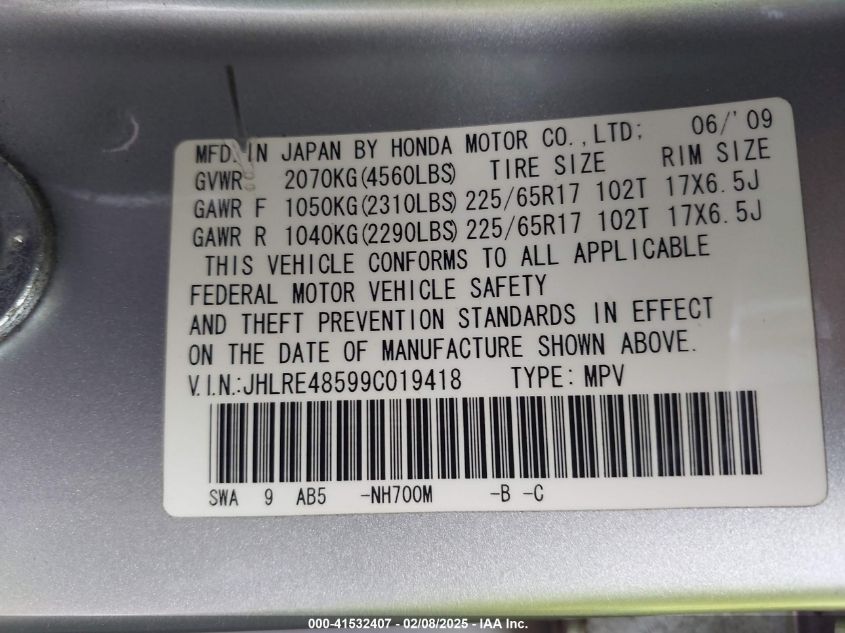 MFD. IN JAPAN BY HONDA MOTOR CO.,LTD; 06/'09
GVWR 2070KG(4560LBS) TIRE SIZE RIM SIZE
GAWR F 1050KG(2310LBS) 225/65R17 102T 17X6.5J
GAWR R 1040KG(2290LBS) 225/65R17 102T 17X6.5J
THIS VEHICLE CONFORMS TO ALL APPLICABLE
FEDERAL MOTOR VEHICLE SAFETY
AND THEFT PREVENTION STANDARDS IN EFFECT
ON THE DATE OF MANUFACTURE SHOWN ABOVE.
V.I.N.:JHLRE48599C019418 TYPE: MPV
SWA 9 AB5 -NH700M -B -C
000-41532407 - 02/08/2025 - IAA Inc.